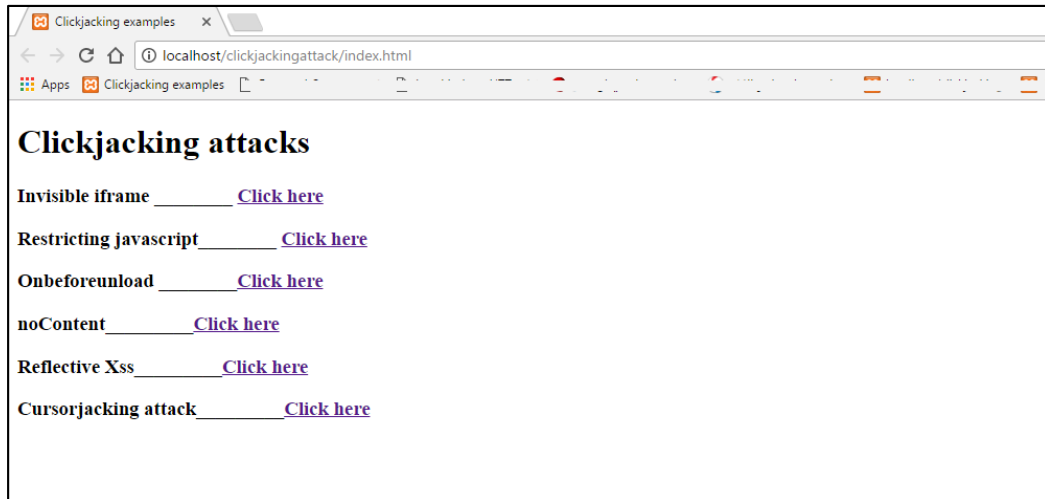 Clickjacking examples
localhost/clickjackingattack/index.html
Apps Clickjacking examples
Clickjacking attacks
Invisible iframe ________ Click here
Restricting javascript________ Click here
Onbeforeunload ________Click here
noContent_________Click here
Reflective Xss_________Click here
Cursorjacking attack_________Click here